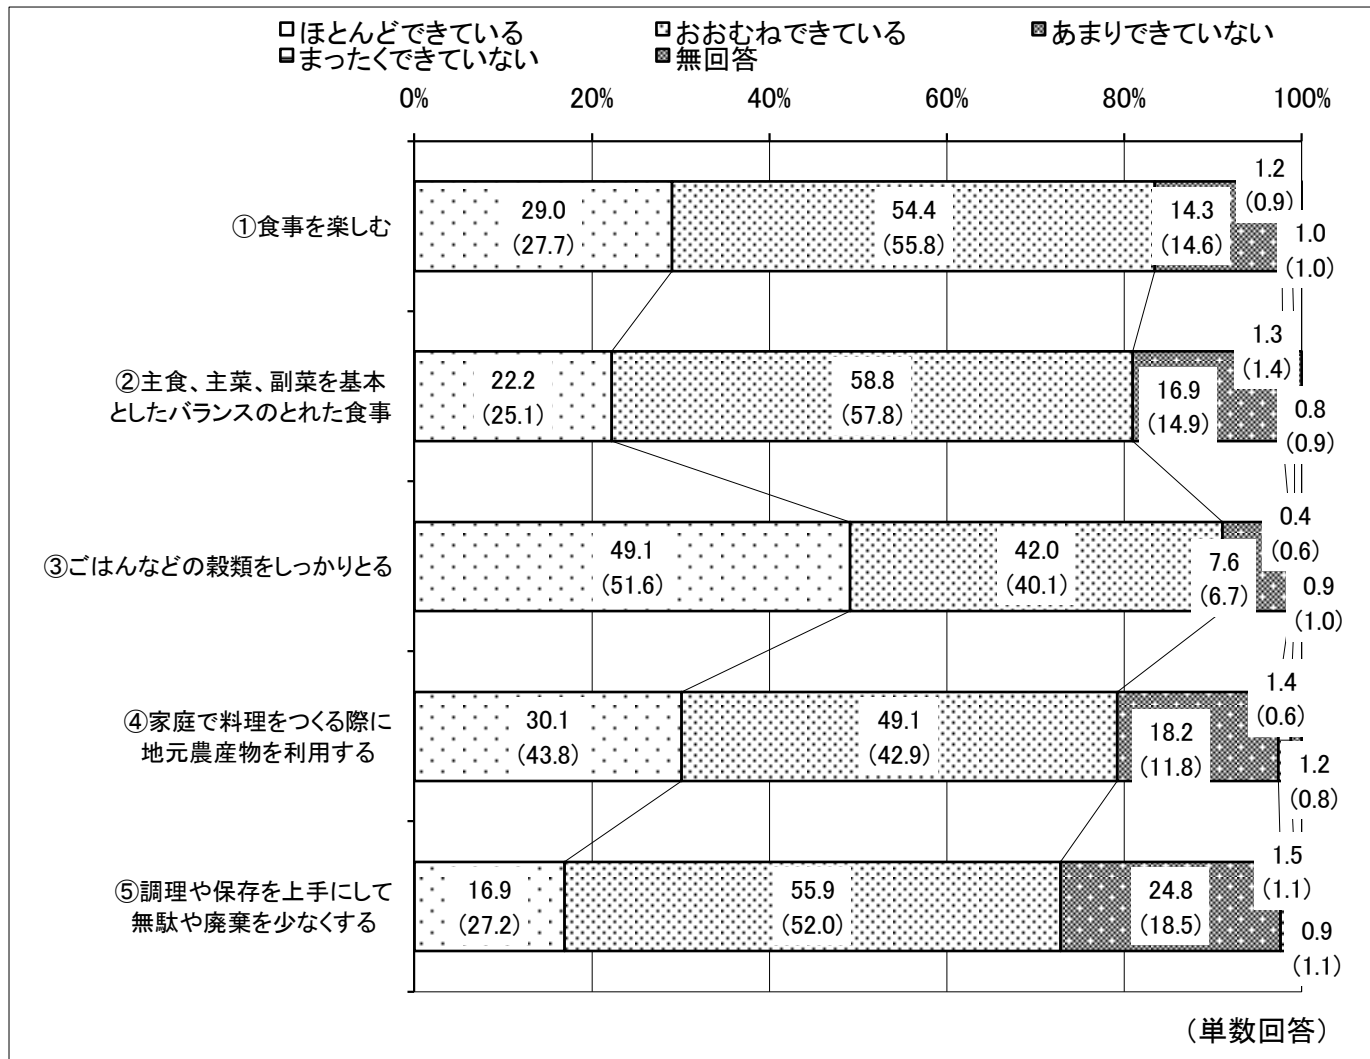 ほとんどできている おおむねできている あまりできていない
まったくできていない 無回答
0% 20% 40% 60% 80% 100%
①食事を楽しむ
29.0 54.4 14.3 1.2 1.0
(27.7) (55.8) (14.6) (0.9) (1.0)
②主食、主菜、副菜を基本
としたバランスのとれた食事
22.2 58.8 16.9 1.3 0.8
(25.1) (57.8) (14.9) (1.4) (0.9)
③ごはんなどの穀類をしっかりとる
49.1 42.0 7.6 0.4 0.9
(51.6) (40.1) (6.7) (0.6) (1.0)
④家庭で料理をつくる際に
地元農産物を利用する
30.1 49.1 18.2 1.4 1.2
(43.8) (42.9) (11.8) (0.6) (0.8)
⑤調理や保存を上手にして
無駄や廃棄を少なくする
16.9 55.9 24.8 1.5 0.9
(27.2) (52.0) (18.5) (1.1) (1.1)
(単数回答)